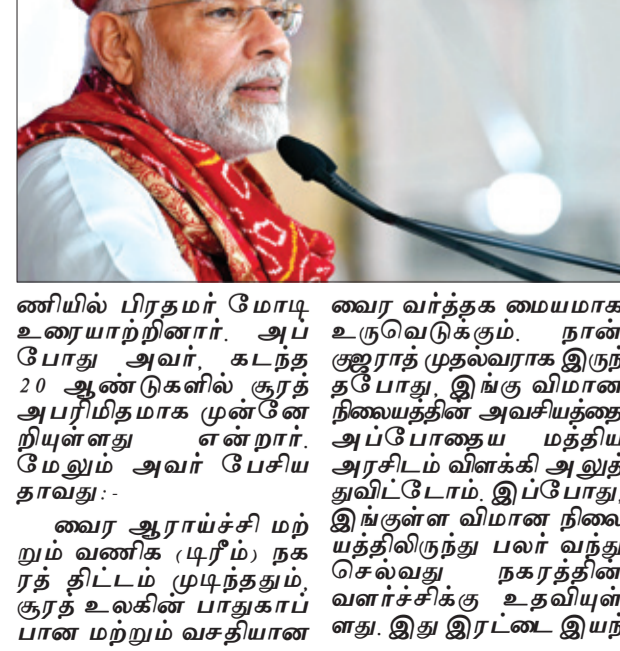 ணியில் பிரதமர் மோடி
உரையாற்றினார். அப்
போது அவர், கடந்த
20 ஆண்டுகளில் சூரத்
அபரிமிதமாக முன்னே
றியுள்ளது என்றார்.
மேலும் அவர் பேசிய
தாவது:-
வைர ஆராய்ச்சி மற்
றும் வணிக (டிரீம்) நக
ரத் திட்டம் முடிந்ததும்,
சூரத் உலகின் பாதுகாப்
பான மற்றும் வசதியான
வைர வர்த்தக மையமாக
உருவெடுக்கும். நான்
குஜராத் முதல்வராக இருந்
தபோது, இங்கு விமான
நிலையத்தின் அவசியத்தை
அப்போதைய மத்திய
அரசிடம் விளக்கி அலுத்
துவிட்டோம். இப்போது,
இங்குள்ள விமான நிலை
யத்திலிருந்து பலர் வந்து
செல்வது நகரத்தின்
வளர்ச்சிக்கு உதவியுள்
ளது. இது இரட்டை இயந்